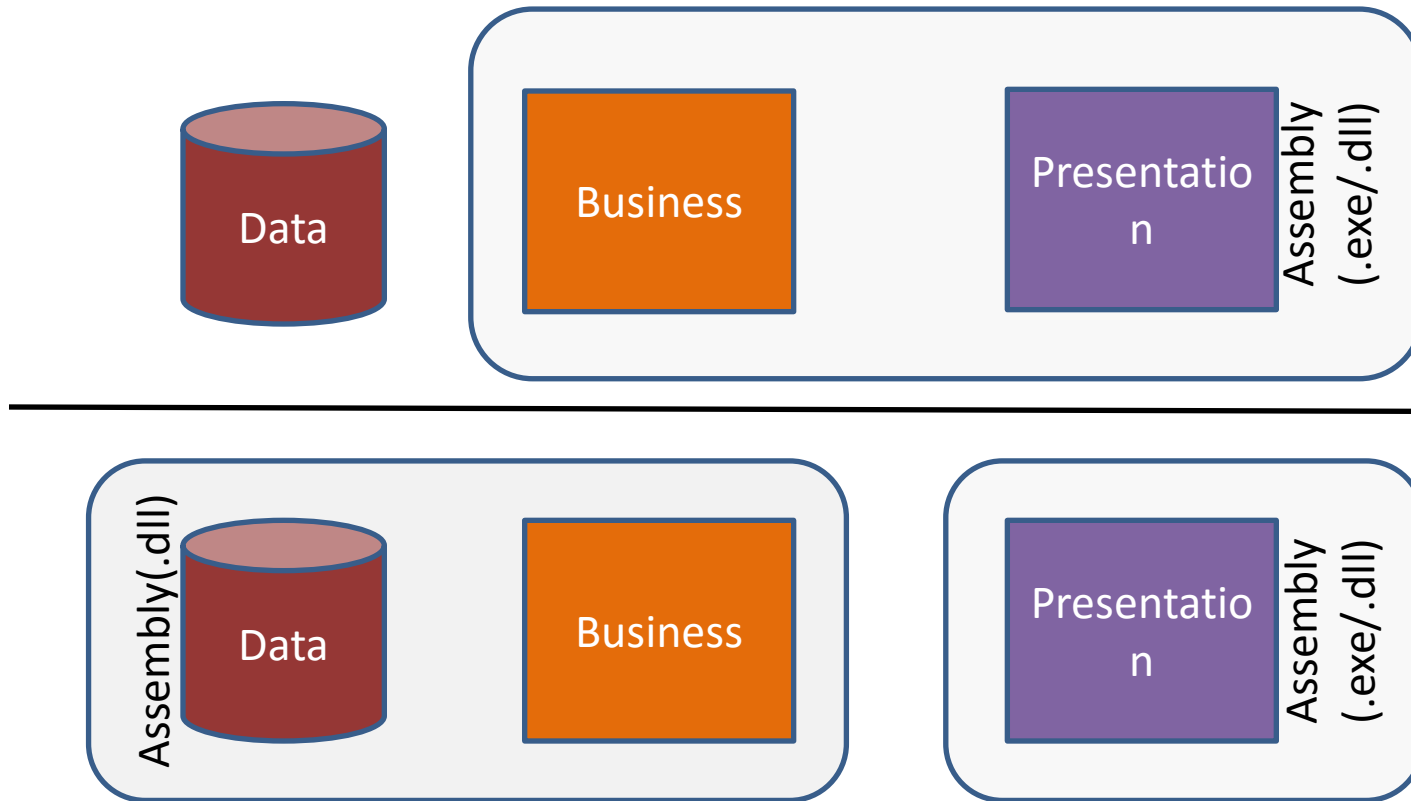 Data
Business
Presentatio
n
Assembly
(.exe/.dll)
Assembly(.dll)
Data
Business
Presentatio
n
Assembly
(.exe/.dll)